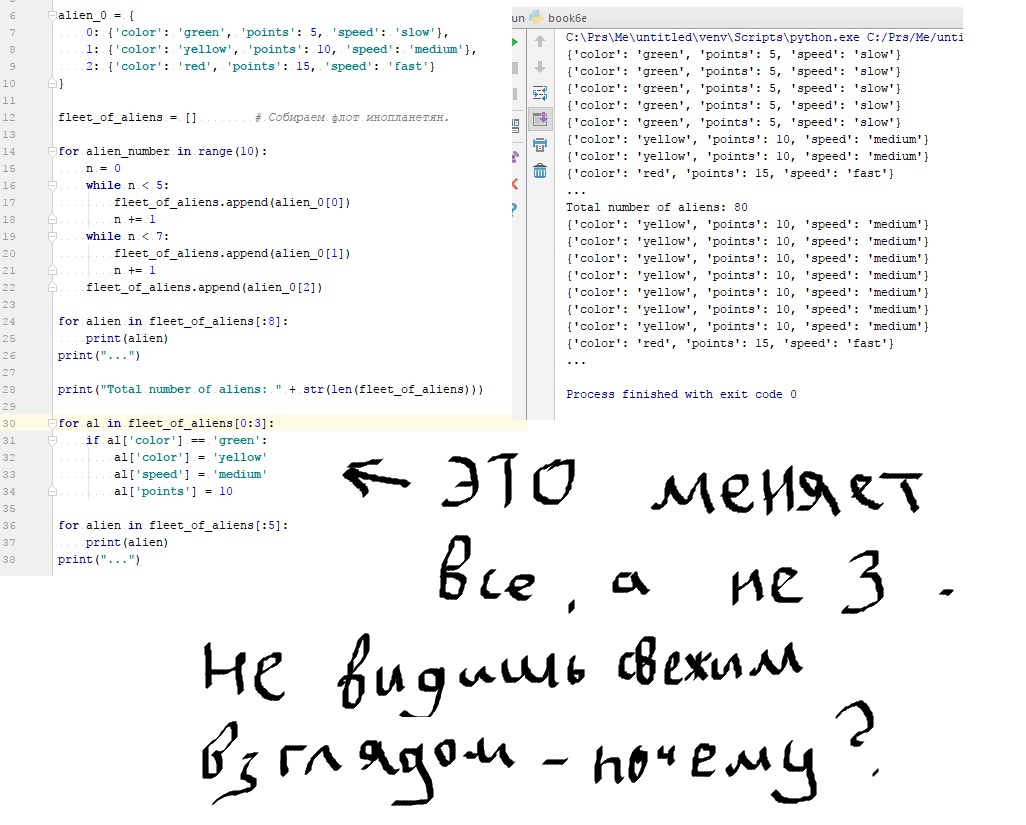 6 alien_0 = {
7 0: {'color': 'green', 'points': 5, 'speed': 'slow'},
8 1: {'color': 'yellow', 'points': 10, 'speed': 'medium'},
9 2: {'color': 'red', 'points': 15, 'speed': 'fast'}
10 }
11
12 fleet_of_aliens = [] # Собираем флот инопланетян.
13
14 for alien_number in range(10):
15 n = 0
16 while n < 5:
17 fleet_of_aliens.append(alien_0[0])
18 n += 1
19 while n < 7:
20 fleet_of_aliens.append(alien_0[1])
21 n += 1
22 fleet_of_aliens.append(alien_0[2])
23
24 for alien in fleet_of_aliens[:8]:
25 print(alien)
26 print("...")
27
28 print("Total number of aliens: " + str(len(fleet_of_aliens)))
29
30 for al in fleet_of_aliens[0:3]:
31 if al['color'] == 'green':
32 al['color'] = 'yellow'
33 al['speed'] = 'medium'
34 al['points'] = 10
35
36 for alien in fleet_of_aliens[:5]:
37 print(alien)
38 print("...")
un book6e
C:\Prs\Me\untitled\venv\Scripts\python.exe C:/Prs/Me/unti
{'color': 'green', 'points': 5, 'speed': 'slow'}
{'color': 'green', 'points': 5, 'speed': 'slow'}
{'color': 'green', 'points': 5, 'speed': 'slow'}
{'color': 'green', 'points': 5, 'speed': 'slow'}
{'color': 'green', 'points': 5, 'speed': 'slow'}
{'color': 'yellow', 'points': 10, 'speed': 'medium'}
{'color': 'yellow', 'points': 10, 'speed': 'medium'}
{'color': 'red', 'points': 15, 'speed': 'fast'}
...
Total number of aliens: 80
{'color': 'yellow', 'points': 10, 'speed': 'medium'}
{'color': 'yellow', 'points': 10, 'speed': 'medium'}
{'color': 'yellow', 'points': 10, 'speed': 'medium'}
{'color': 'yellow', 'points': 10, 'speed': 'medium'}
{'color': 'yellow', 'points': 10, 'speed': 'medium'}
{'color': 'yellow', 'points': 10, 'speed': 'medium'}
{'color': 'yellow', 'points': 10, 'speed': 'medium'}
{'color': 'red', 'points': 15, 'speed': 'fast'}
...
Process finished with exit code 0
← ЭТО меняет
все, а не 3 -
Не видишь свежим
взглядом - почему?